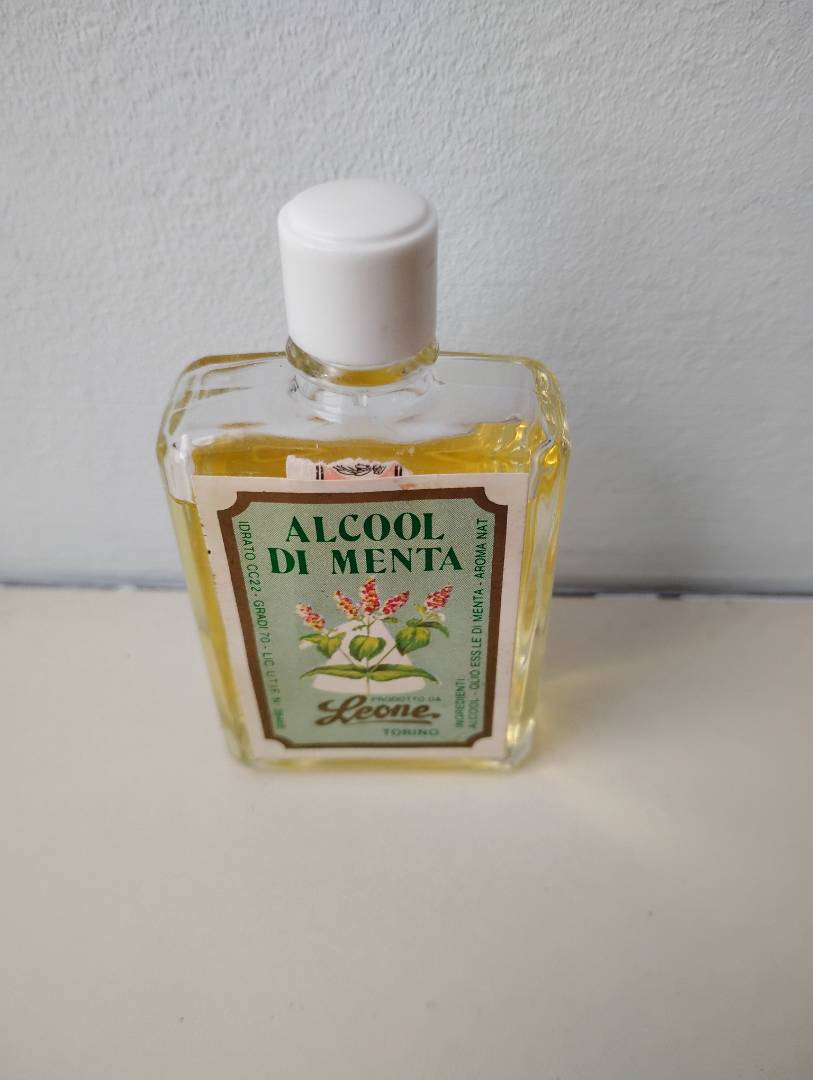 ALCOOL
DI MENTA
IDRATO CC22 - GRADI 70 - LIC. U.T.I.F. N.
PRODOTTO DA
Leone
TORINO
INGREDIENTI:
ALCOOL - OLIO ESS.LE DI MENTA - AROMA NAT